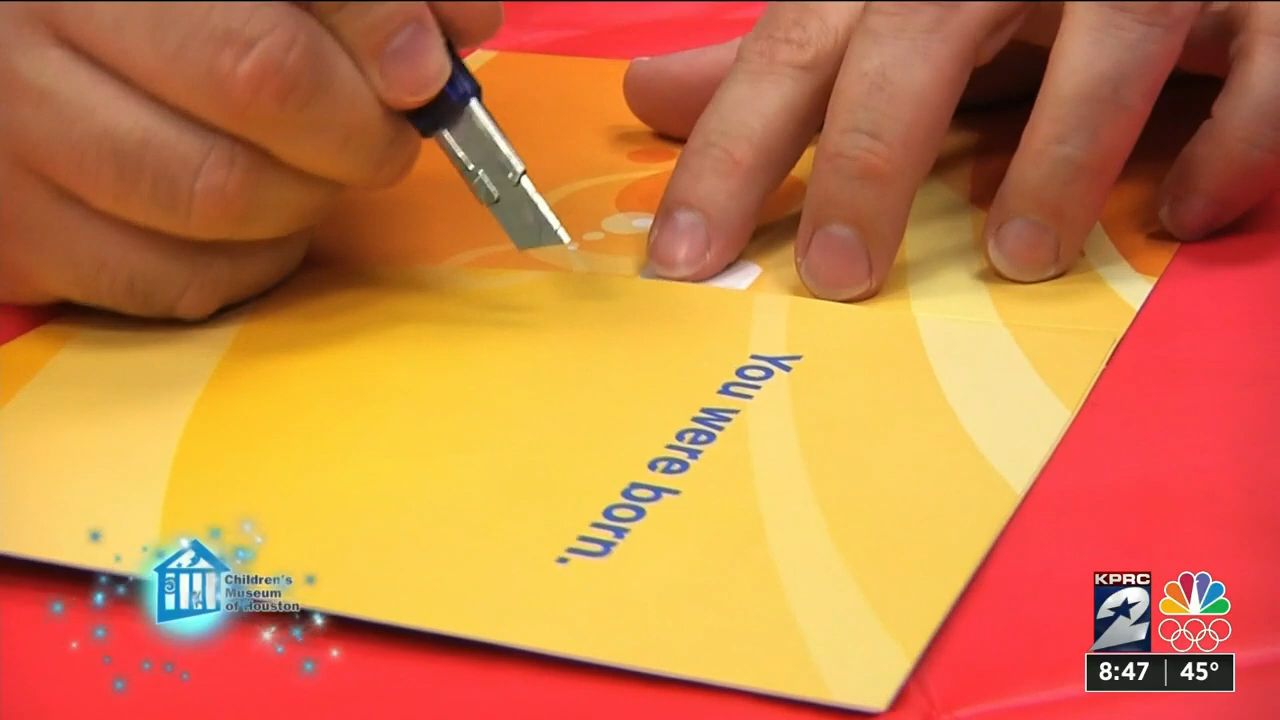 You were born.
Children's
Museum
of Houston
KPRC
2
8:47 45°